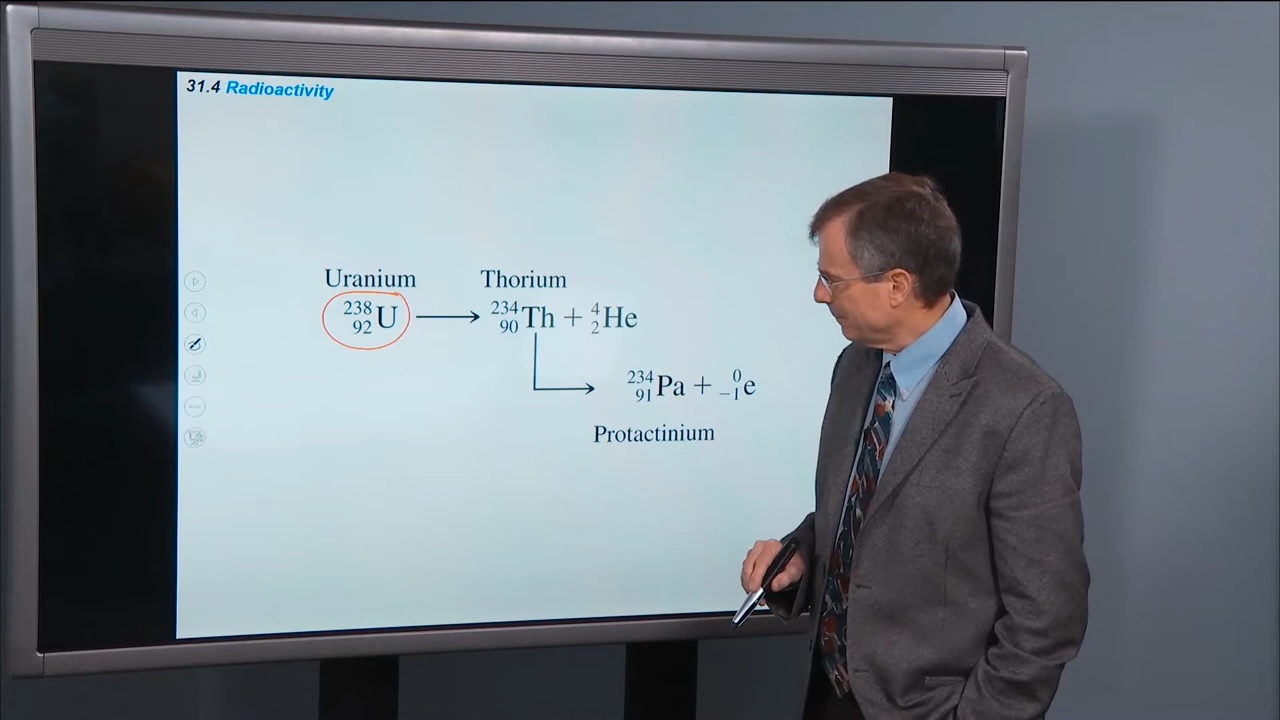 31.4 Radioactivity
Uranium Thorium
²³⁸₉₂U ⟶ ²³⁴₉₀Th + ⁴₂He
²³⁴₉₁Pa + ⁰₋₁e
Protactinium